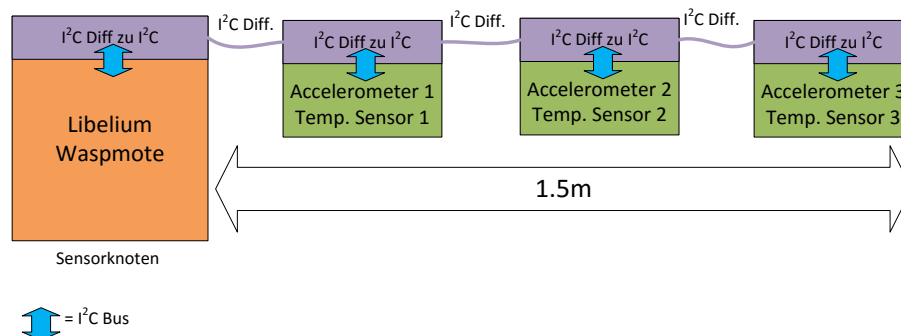 I²C Diff. I²C Diff. I²C Diff.
I²C Diff zu I²C I²C Diff zu I²C I²C Diff zu I²C I²C Diff zu I²C
Libelium
Waspmote
Accelerometer 1
Temp. Sensor 1
Accelerometer 2
Temp. Sensor 2
Accelerometer 3
Temp. Sensor 3
1.5m
Sensorknoten
= I²C Bus